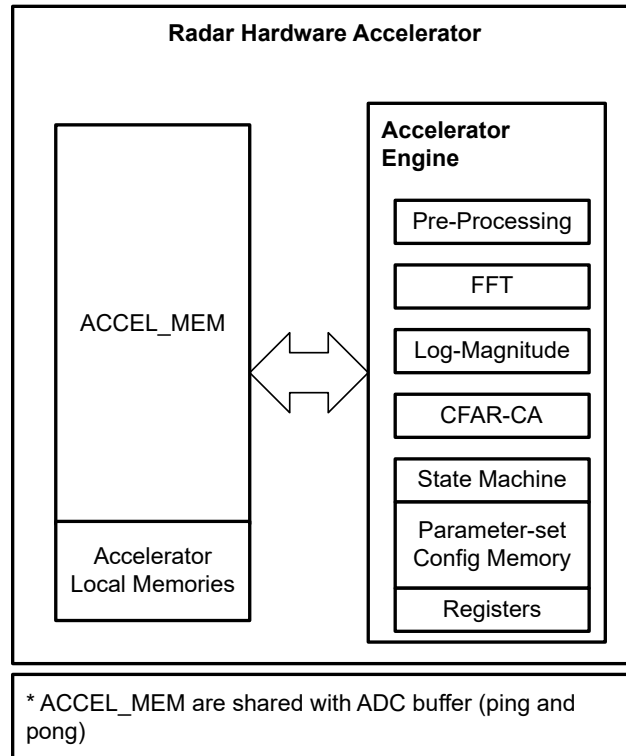 Radar Hardware Accelerator
ACCEL_MEM
Accelerator
Local Memories
Accelerator
Engine
Pre-Processing
FFT
Log-Magnitude
CFAR-CA
State Machine
Parameter-set
Config Memory
Registers
* ACCEL_MEM are shared with ADC buffer (ping and
pong)